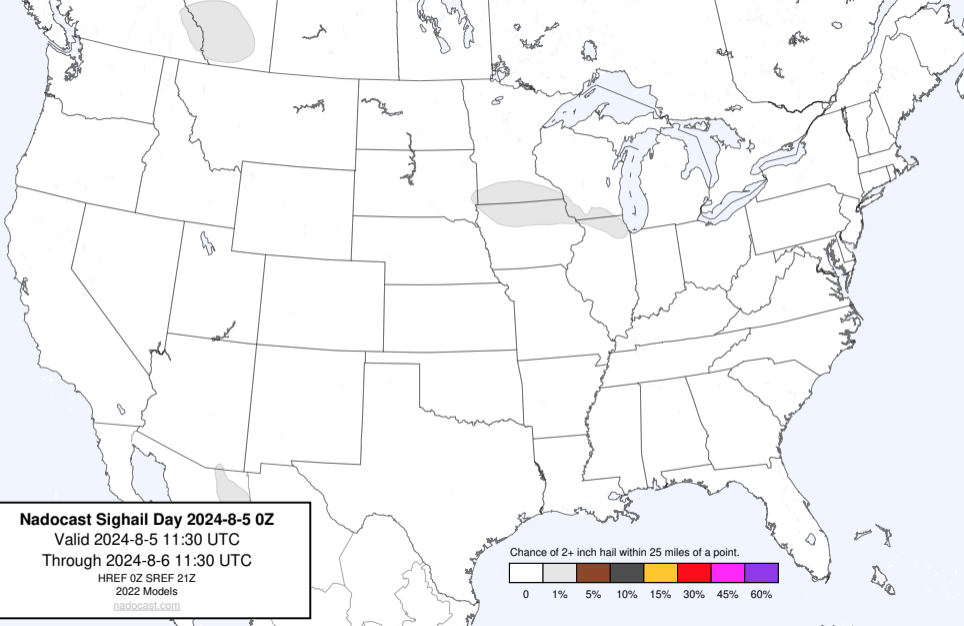 Nadocast Sighail Day 2024-8-5 0Z
Valid 2024-8-5 11:30 UTC
Through 2024-8-6 11:30 UTC
HREF 0Z SREF 21Z
2022 Models
nadocast.com
Chance of 2+ inch hail within 25 miles of a point.
0 1% 5% 10% 15% 30% 45% 60%